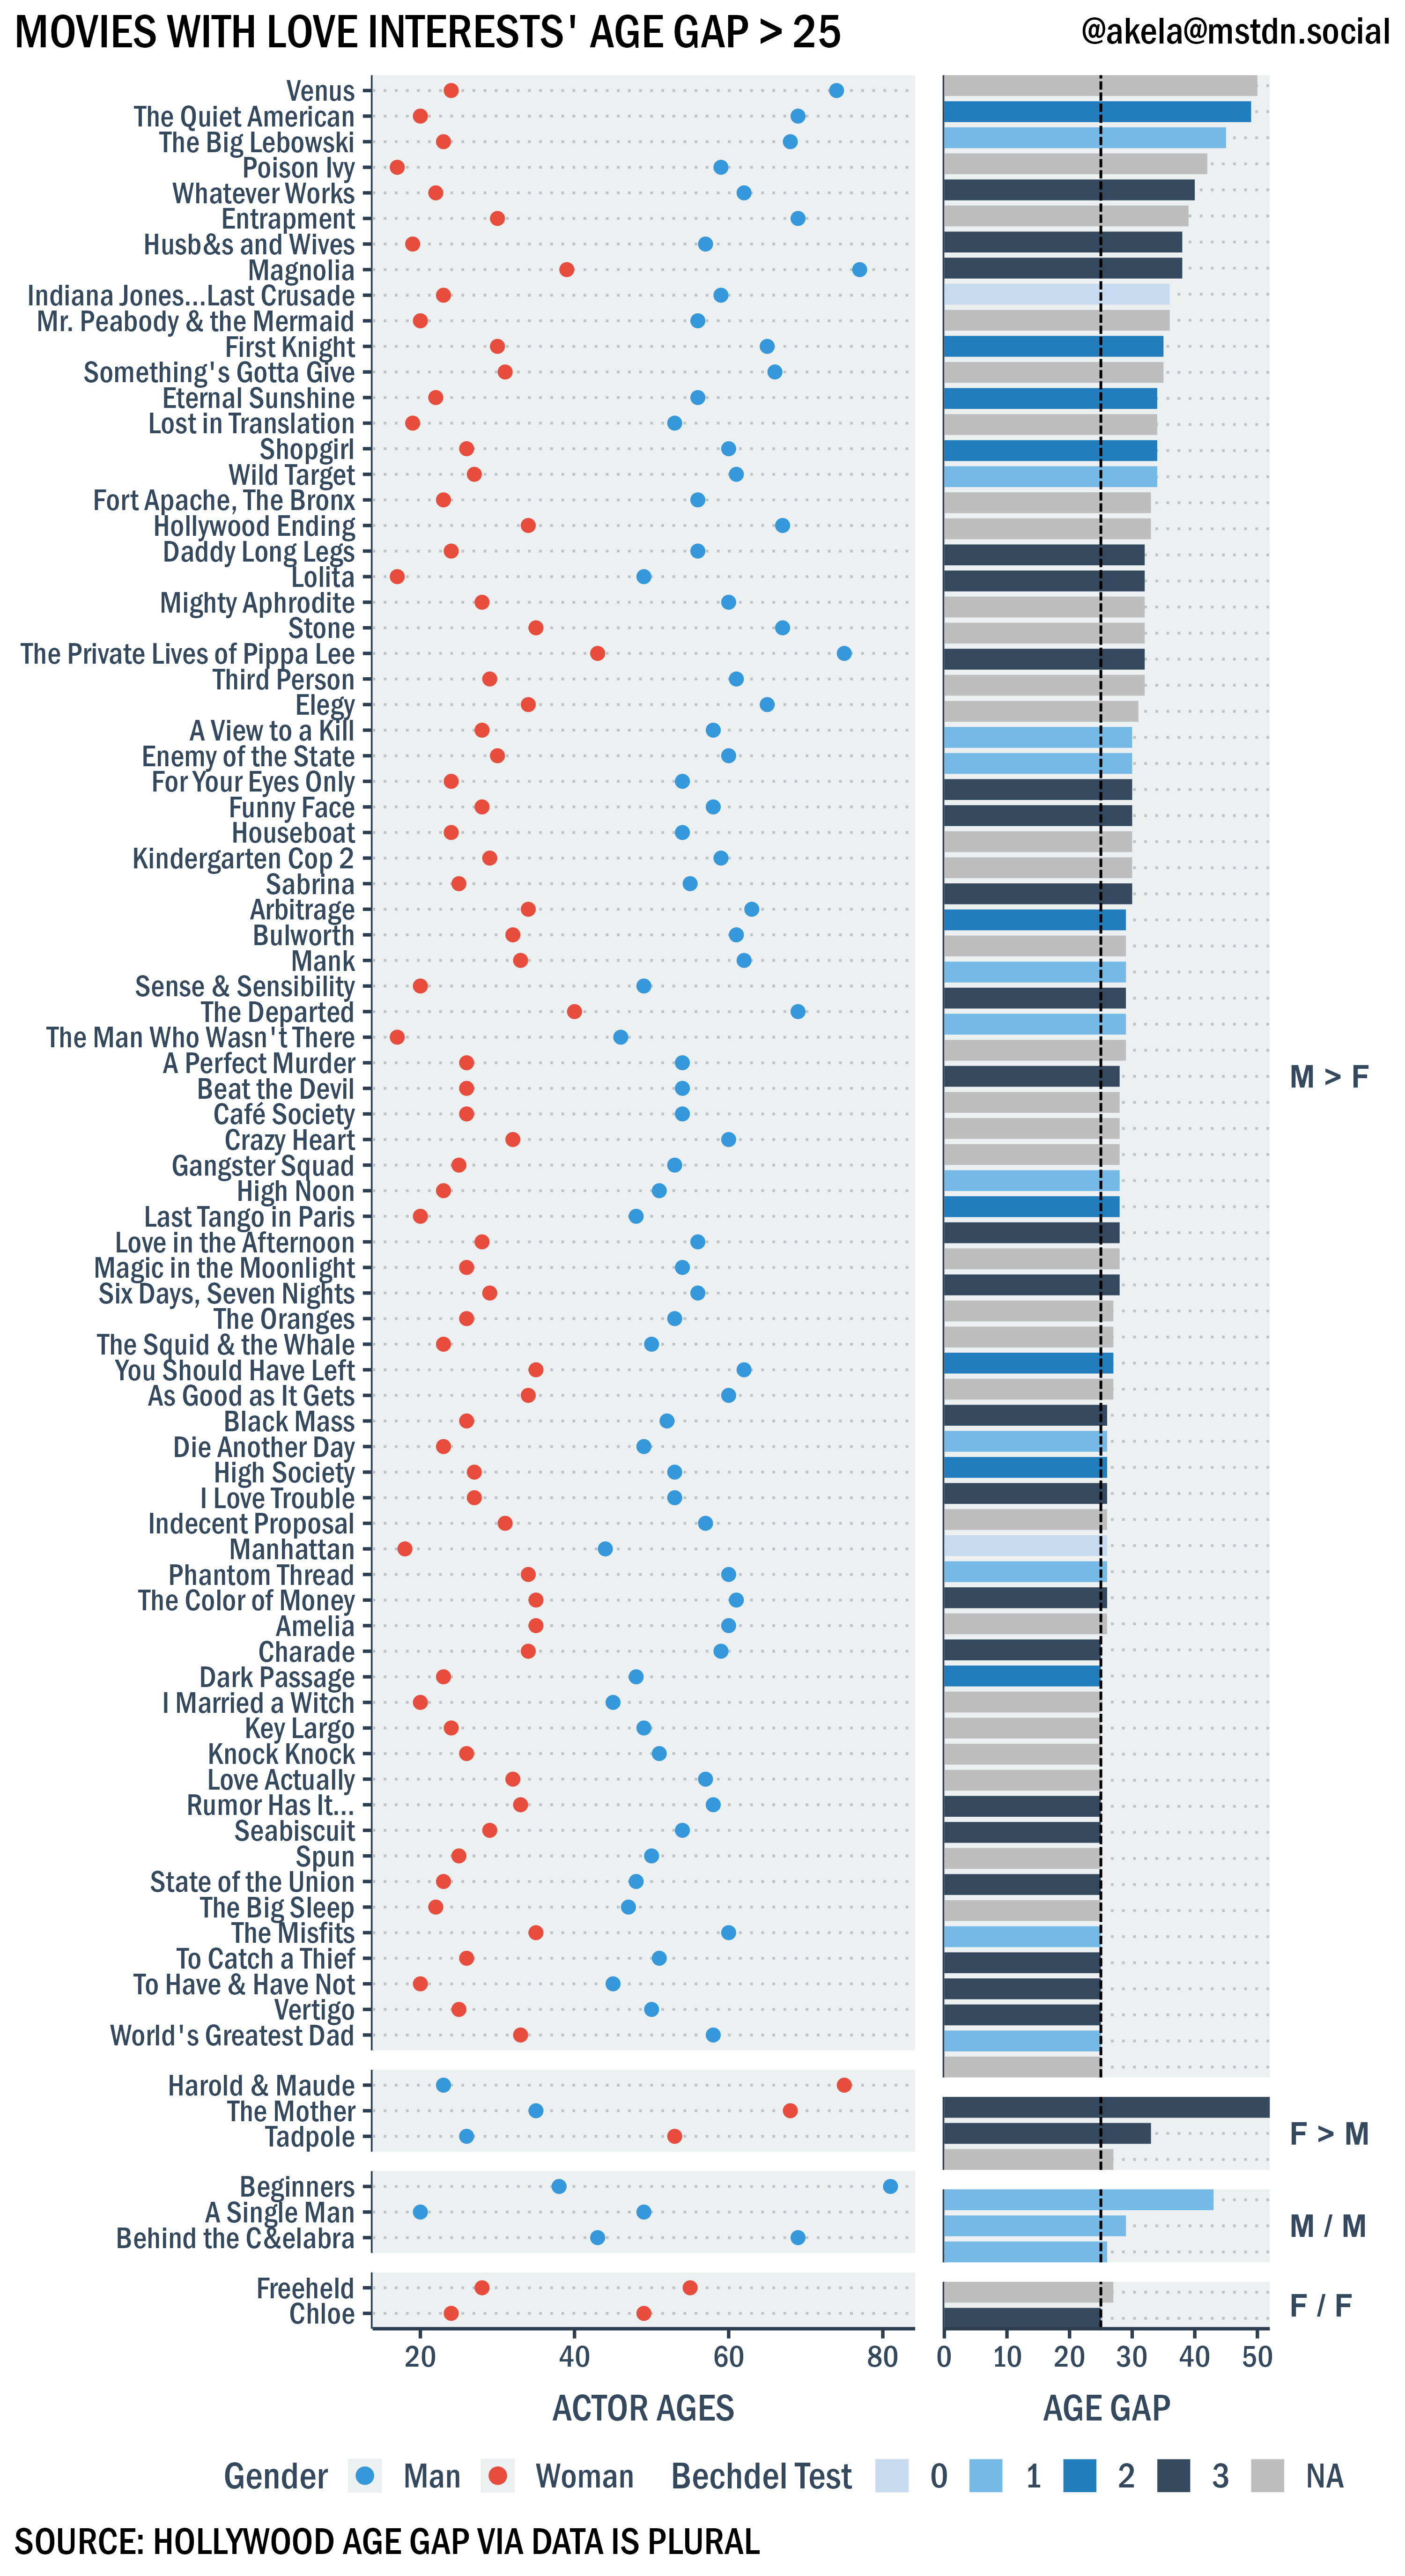 MOVIES WITH LOVE INTERESTS' AGE GAP > 25
@akela@mstdn.social
Venus
The Quiet American
The Big Lebowski
Poison Ivy
Whatever Works
Entrapment
Husb&s and Wives
Magnolia
Indiana Jones...Last Crusade
Mr. Peabody & the Mermaid
First Knight
Something's Gotta Give
Eternal Sunshine
Lost in Translation
Shopgirl
Wild Target
Fort Apache, The Bronx
Hollywood Ending
Daddy Long Legs
Lolita
Mighty Aphrodite
Stone
The Private Lives of Pippa Lee
Third Person
Elegy
A View to a Kill
Enemy of the State
For Your Eyes Only
Funny Face
Houseboat
Kindergarten Cop 2
Sabrina
Arbitrage
Bulworth
Mank
Sense & Sensibility
The Departed
The Man Who Wasn't There
A Perfect Murder
Beat the Devil
Café Society
Crazy Heart
Gangster Squad
High Noon
Last Tango in Paris
Love in the Afternoon
Magic in the Moonlight
Six Days, Seven Nights
The Oranges
The Squid & the Whale
You Should Have Left
As Good as It Gets
Black Mass
Die Another Day
High Society
I Love Trouble
Indecent Proposal
Manhattan
Phantom Thread
The Color of Money
Amelia
Charade
Dark Passage
I Married a Witch
Key Largo
Knock Knock
Love Actually
Rumor Has It...
Seabiscuit
Spun
State of the Union
The Big Sleep
The Misfits
To Catch a Thief
To Have & Have Not
Vertigo
World's Greatest Dad
M > F
Harold & Maude
The Mother
Tadpole
F > M
Beginners
A Single Man
Behind the C&elabra
M / M
Freeheld
Chloe
F / F
20 40 60 80
0 10 20 30 40 50
ACTOR AGES
AGE GAP
Gender Man Woman Bechdel Test 0 1 2 3 NA
SOURCE: HOLLYWOOD AGE GAP VIA DATA IS PLURAL